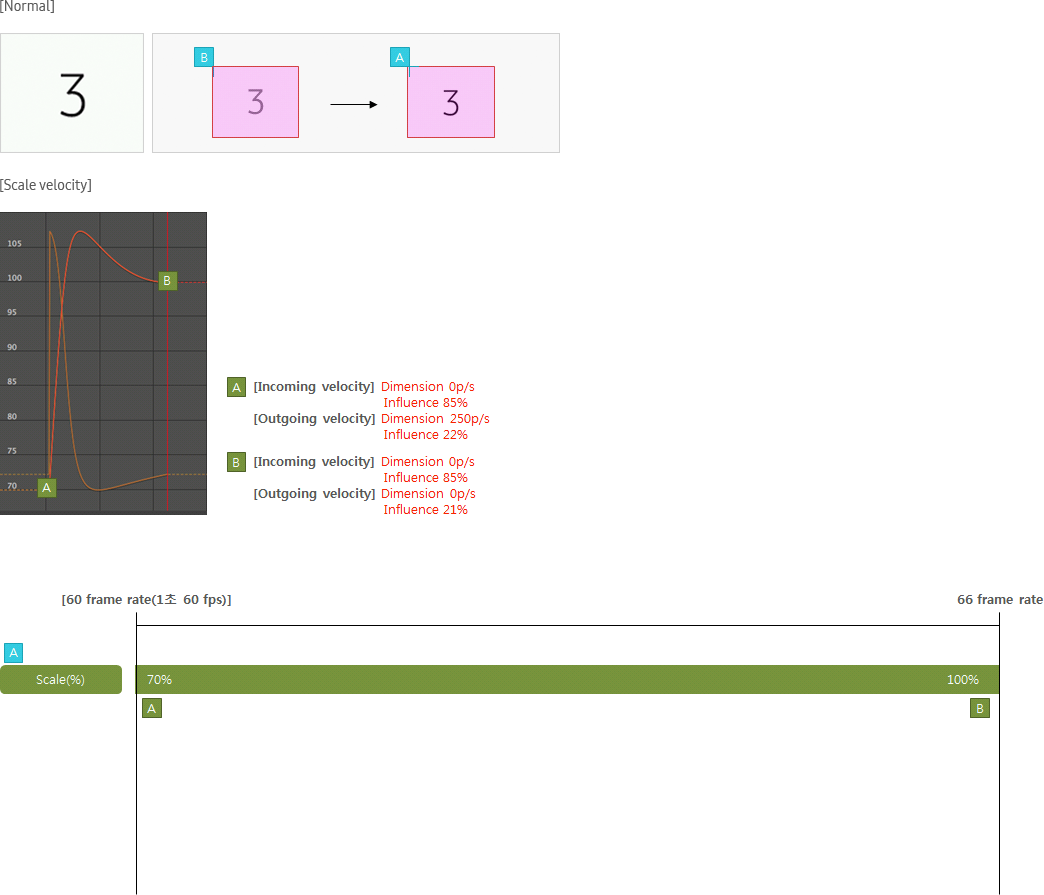 [Normal]
3
B
A
3
3
[Scale velocity]
105
100
B
95
90
85
80
75
70
A
A [Incoming velocity] Dimension 0p/s
Influence 85%
[Outgoing velocity] Dimension 250p/s
Influence 22%
B [Incoming velocity] Dimension 0p/s
Influence 85%
[Outgoing velocity] Dimension 0p/s
Influence 21%
[60 frame rate(1초 60 fps)]
66 frame rate
A
Scale(%)
70%
100%
A
B